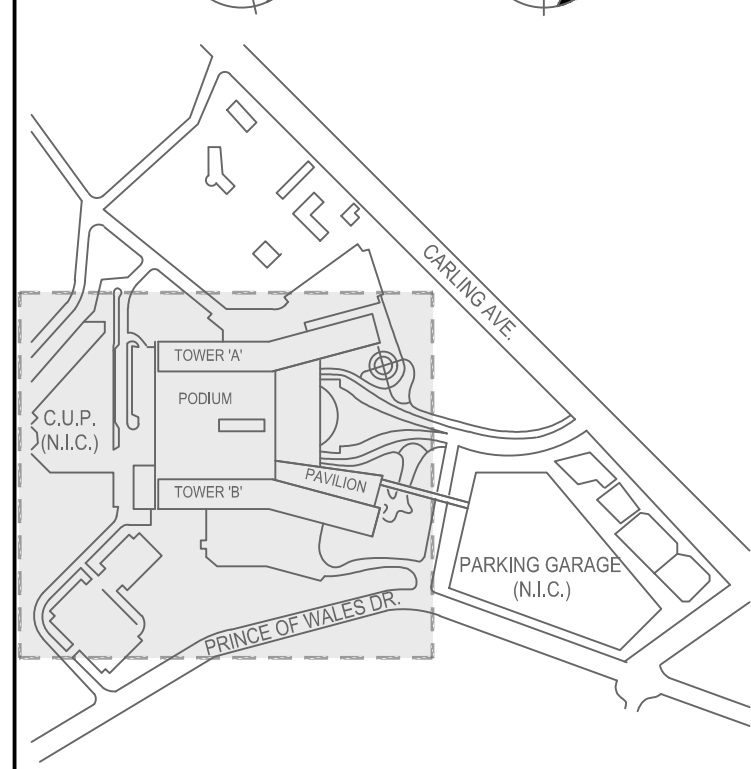 CARLING AVE.
TOWER 'A'
PODIUM
C.U.P.
(N.I.C.)
PAVILION
TOWER 'B'
PARKING GARAGE
(N.I.C.)
PRINCE OF WALES DR.